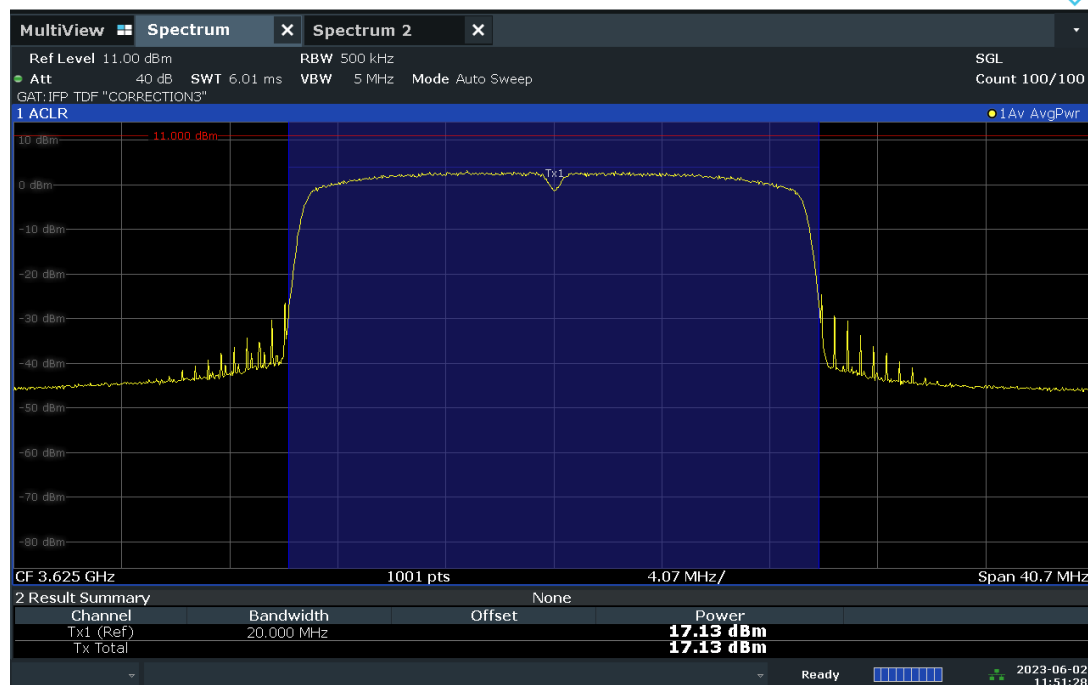 MultiView Spectrum X Spectrum 2 X
Ref Level 11.00 dBm RBW 500 kHz SGL
Att 40 dB SWT 6.01 ms VBW 5 MHz Mode Auto Sweep Count 100/100
GAT:IFP TDF "CORRECTION3"
1 ACLR 1Av AvgPwr
10 dBm
11.000 dBm
Tx1
0 dBm
-10 dBm
-20 dBm
-30 dBm
-40 dBm
-50 dBm
-60 dBm
-70 dBm
-80 dBm
CF 3.625 GHz 1001 pts 4.07 MHz/ Span 40.7 MHz
2 Result Summary None
Channel Bandwidth Offset Power
Tx1 (Ref) 20.000 MHz 17.13 dBm
Tx Total 17.13 dBm
Ready 2023-06-02
11:51:28